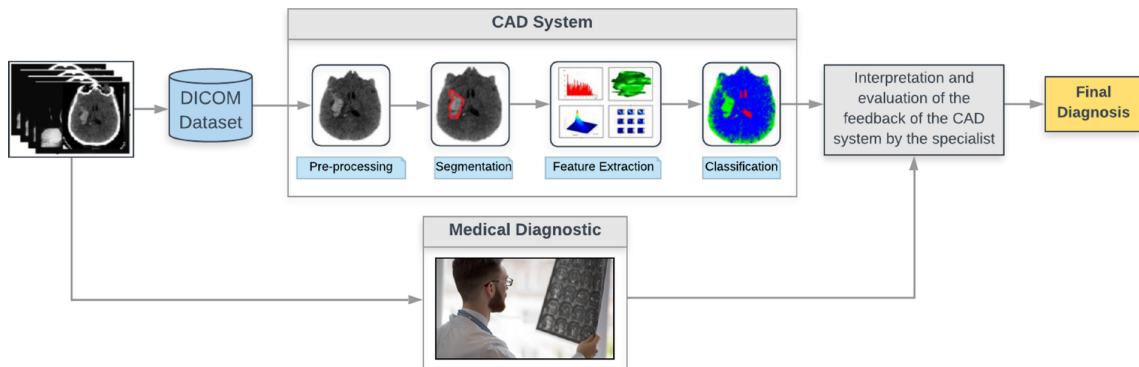 CAD System
DICOM
Dataset
Pre-processing
Segmentation
Feature Extraction
Classification
Interpretation and
evaluation of the
feedback of the CAD
system by the specialist
Final
Diagnosis
Medical Diagnostic